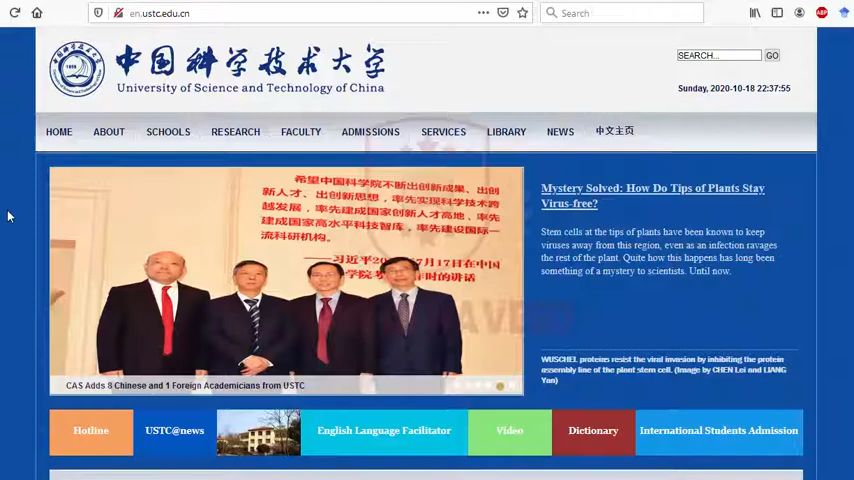 en.ustc.edu.cn
Search
ABP
1958
中国科学技术大学
University of Science and Technology of China
SEARCH...
GO
Sunday, 2020-10-18 22:37:55
HOME ABOUT SCHOOLS RESEARCH FACULTY ADMISSIONS SERVICES LIBRARY NEWS 中文主页
希望中国科学院不断出创新成果、出创
新人才、出创新思想，率先实现科学技术跨
越发展，率先建成国家创新人才高地，率先
建成国家高水平科技智库，率先建设国际一
流科研机构。
——习近平20 7月17日在中国
学院考 作时的讲话
CAS Adds 8 Chinese and 1 Foreign Academicians from USTC
Mystery Solved: How Do Tips of Plants Stay
Virus-free?
Stem cells at the tips of plants have been known to keep
viruses away from this region, even as an infection ravages
the rest of the plant. Quite how this happens has long been
something of a mystery to scientists. Until now.
WUSCHEL proteins resist the viral invasion by inhibiting the protein
assembly line of the plant stem cell. (Image by CHEN Lei and LIANG
Yan)
Hotline
USTC@news
English Language Facilitator
Video
Dictionary
International Students Admission